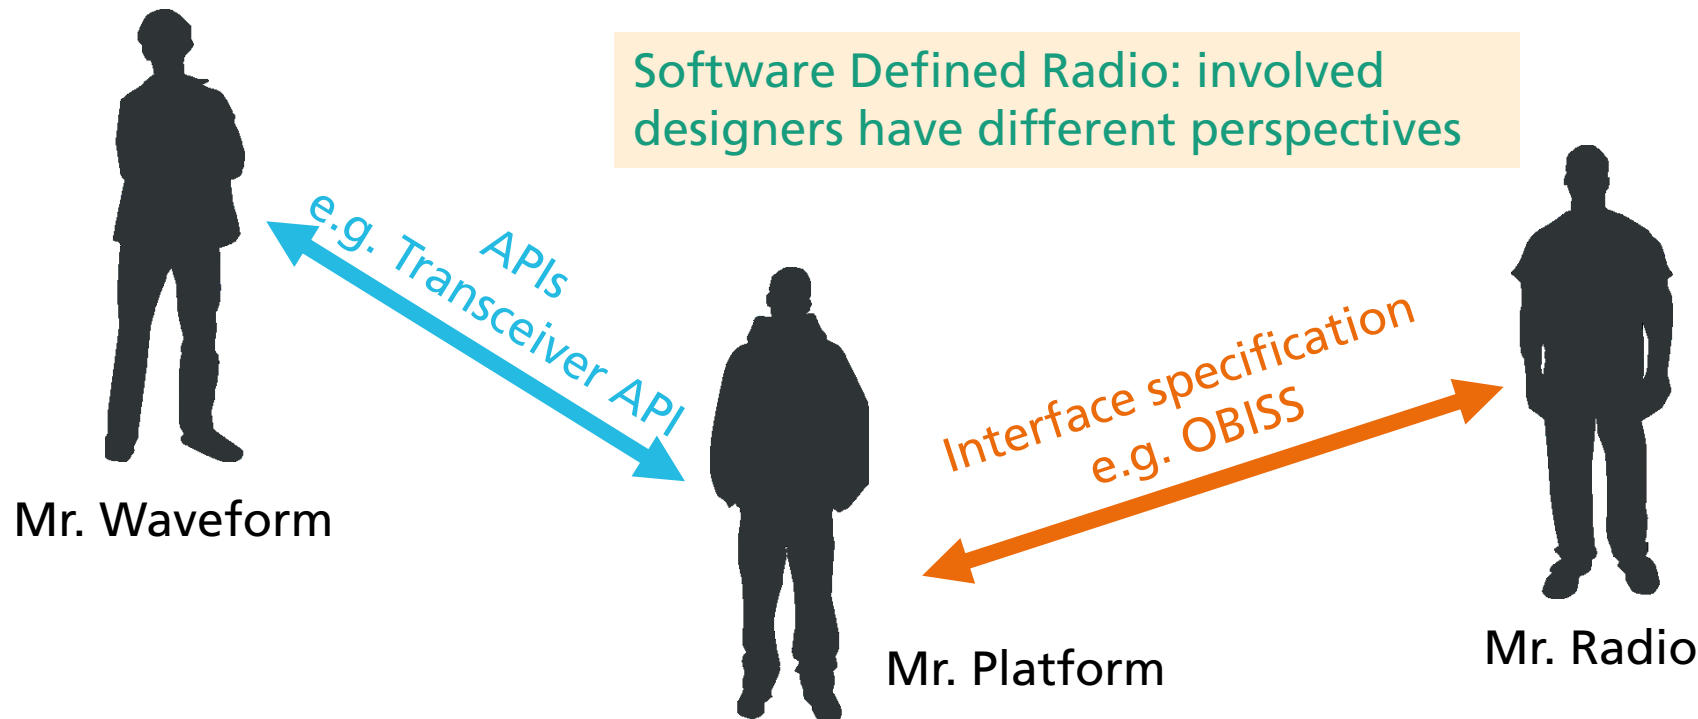 Software Defined Radio: involved
designers have different perspectives
APIs
e.g. Transceiver API
Interface specification
e.g. OBISS
Mr. Waveform
Mr. Platform
Mr. Radio